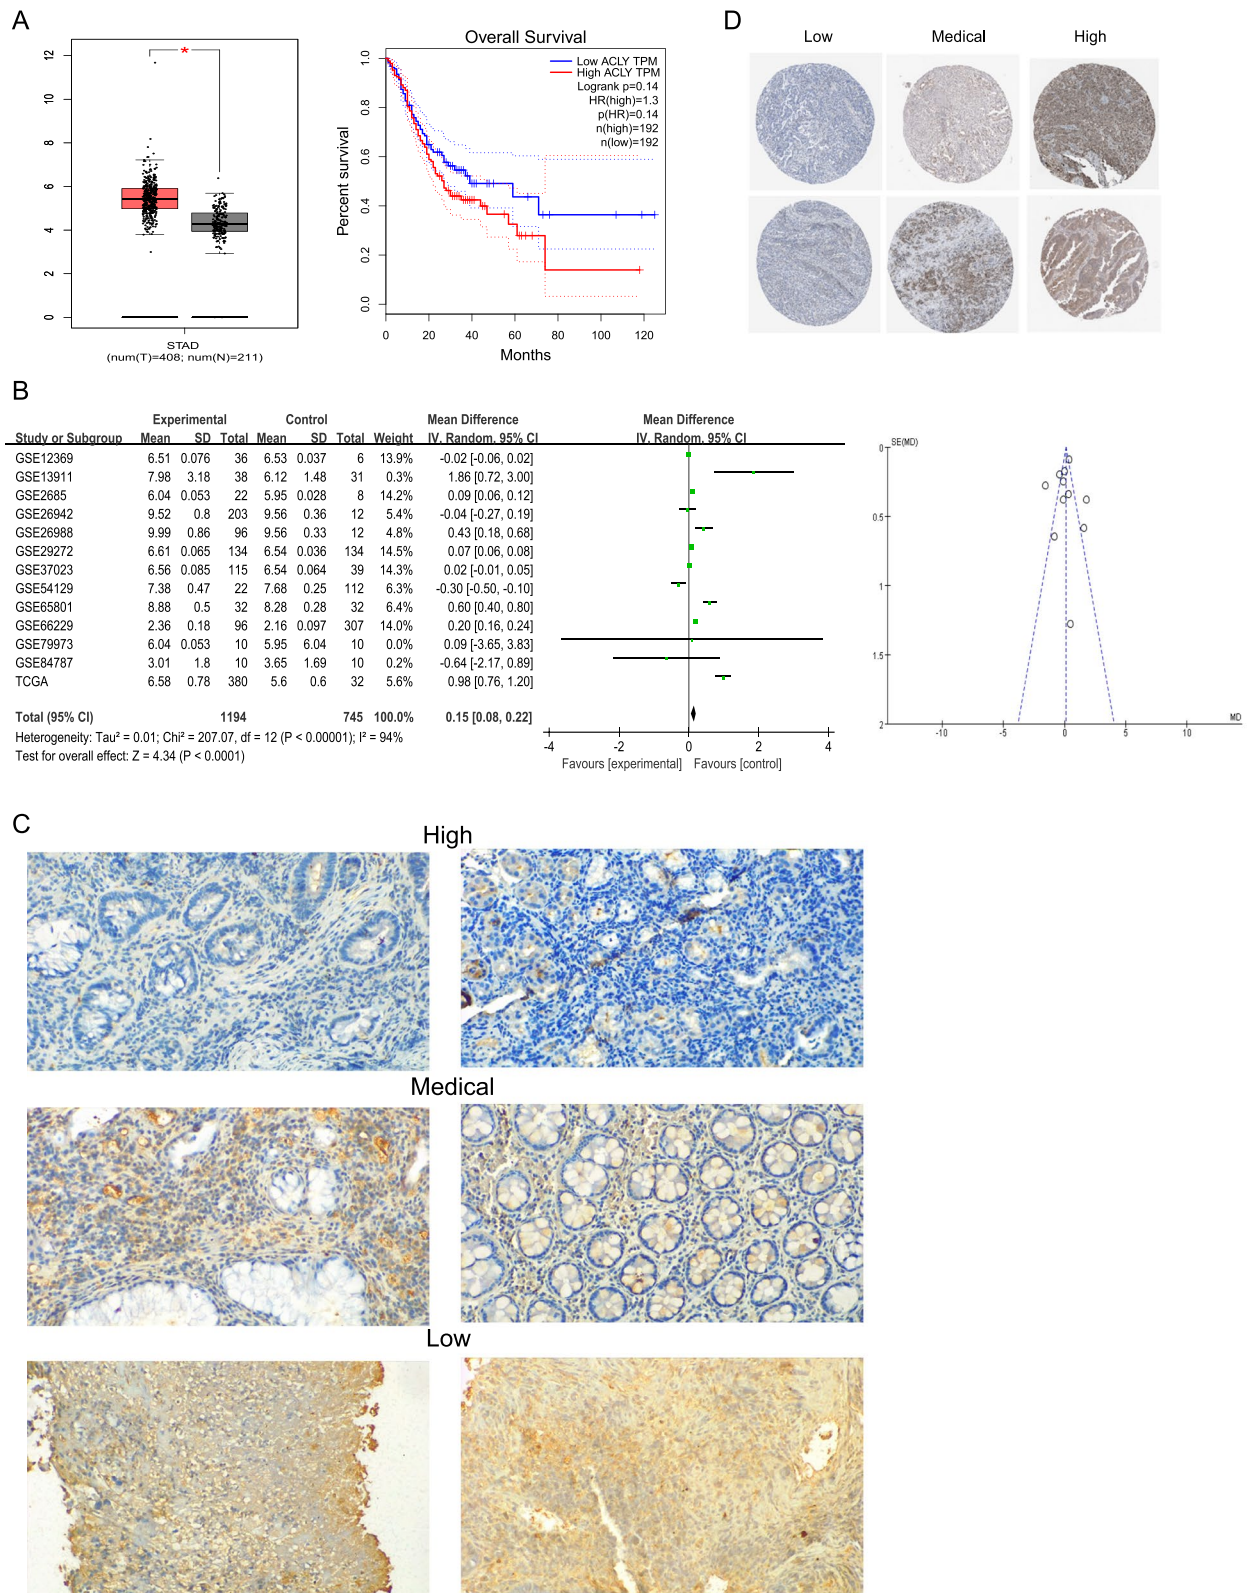 A
12
10
8
6
4
2
0
*
STAD
(num(T)=408; num(N)=211)
Overall Survival
Low ACLY TPM
High ACLY TPM
Logrank p=0.14
HR(high)=1.3
p(HR)=0.14
n(high)=192
n(low)=192
Percent survival
1.0
0.8
0.6
0.4
0.2
0.0
0 20 40 60 80 100 120
Months
D
Low Medical High
B
Experimental Control Mean Difference Mean Difference
Study or Subgroup Mean SD Total Mean SD Total Weight IV. Random. 95% CI IV. Random. 95% CI
GSE12369 6.51 0.076 36 6.53 0.037 6 13.9% -0.02 [-0.06, 0.02]
GSE13911 7.98 3.18 38 6.12 1.48 31 0.3% 1.86 [0.72, 3.00]
GSE2685 6.04 0.053 22 5.95 0.028 8 14.2% 0.09 [0.06, 0.12]
GSE26942 9.52 0.8 203 9.56 0.36 12 5.4% -0.04 [-0.27, 0.19]
GSE26988 9.99 0.86 96 9.56 0.33 12 4.8% 0.43 [0.18, 0.68]
GSE29272 6.61 0.065 134 6.54 0.036 134 14.5% 0.07 [0.06, 0.08]
GSE37023 6.56 0.085 115 6.54 0.064 39 14.3% 0.02 [-0.01, 0.05]
GSE54129 7.38 0.47 22 7.68 0.25 112 6.3% -0.30 [-0.50, -0.10]
GSE65801 8.88 0.5 32 8.28 0.28 32 6.4% 0.60 [0.40, 0.80]
GSE66229 2.36 0.18 96 2.16 0.097 307 14.0% 0.20 [0.16, 0.24]
GSE79973 6.04 0.053 10 5.95 6.04 10 0.0% 0.09 [-3.65, 3.83]
GSE84787 3.01 1.8 10 3.65 1.69 10 0.2% -0.64 [-2.17, 0.89]
TCGA 6.58 0.78 380 5.6 0.6 32 5.6% 0.98 [0.76, 1.20]
Total (95% CI) 1194 745 100.0% 0.15 [0.08, 0.22]
Heterogeneity: Tau² = 0.01; Chi² = 207.07, df = 12 (P < 0.00001); I² = 94%
Test for overall effect: Z = 4.34 (P < 0.0001)
-4 -2 0 2 4
Favours [experimental] Favours [control]
SE(MD)
0
0.5
1
1.5
2
MD
-10 -5 0 5 10
C
High
Medical
Low